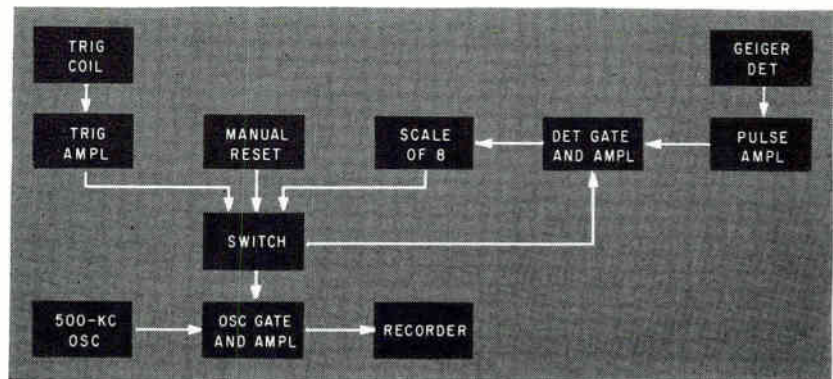 TRIG
COIL
GEIGER
DET
TRIG
AMPL
MANUAL
RESET
SCALE
OF 8
DET GATE
AND AMPL
PULSE
AMPL
SWITCH
500-KC
OSC
OSC GATE
AND AMPL
RECORDER